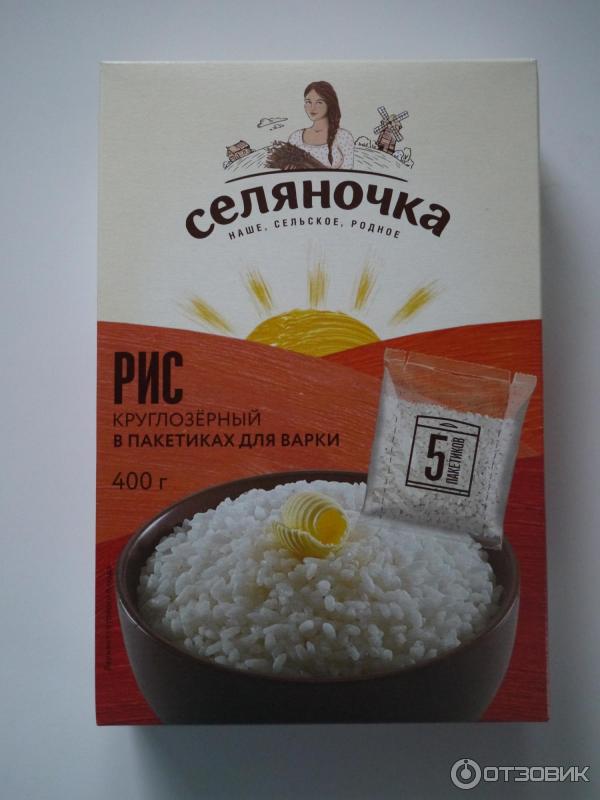 селяночка
НАШЕ, СЕЛЬСКОЕ, РОДНОЕ
РИС
КРУГЛОЗЁРНЫЙ
В ПАКЕТИКАХ ДЛЯ ВАРКИ
400 г
5
ПАКЕТИКОВ
ОТЗОВИК